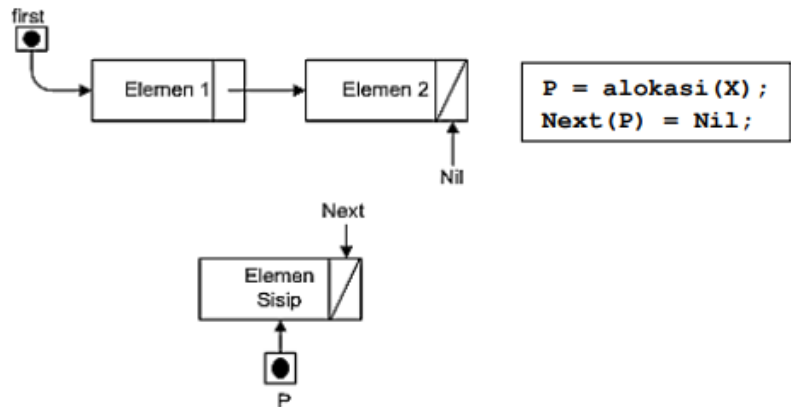 first
Elemen 1
Elemen 2
P = alokasi(X);
Next(P) = Nil;
Nil
Next
Elemen
Sisip
P